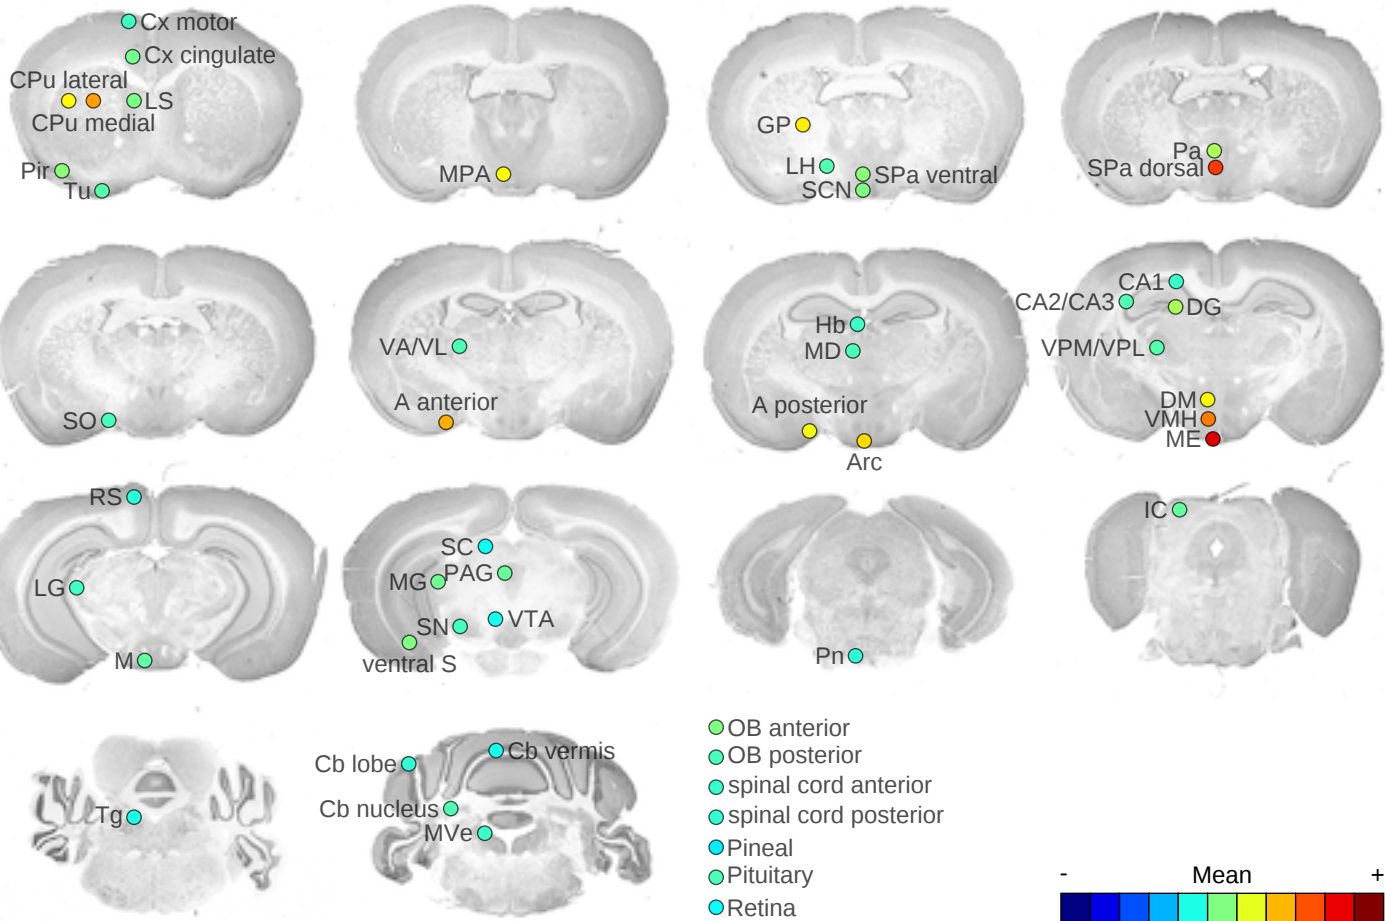 Cx motor
Cx cingulate
CPu lateral
LS
CPu medial
Pir
Tu
MPA
GP
LH
SPa ventral
SCN
Pa
SPa dorsal
SO
VA/VL
A anterior
Hb
MD
A posterior
Arc
CA1
CA2/CA3
DG
VPM/VPL
DM
VMH
ME
RS
LG
M
SC
MG
PAG
SN
VTA
ventral S
Pn
IC
Tg
Cb lobe
Cb vermis
Cb nucleus
MVe
OB anterior
OB posterior
spinal cord anterior
spinal cord posterior
Pineal
Pituitary
Retina
- Mean +